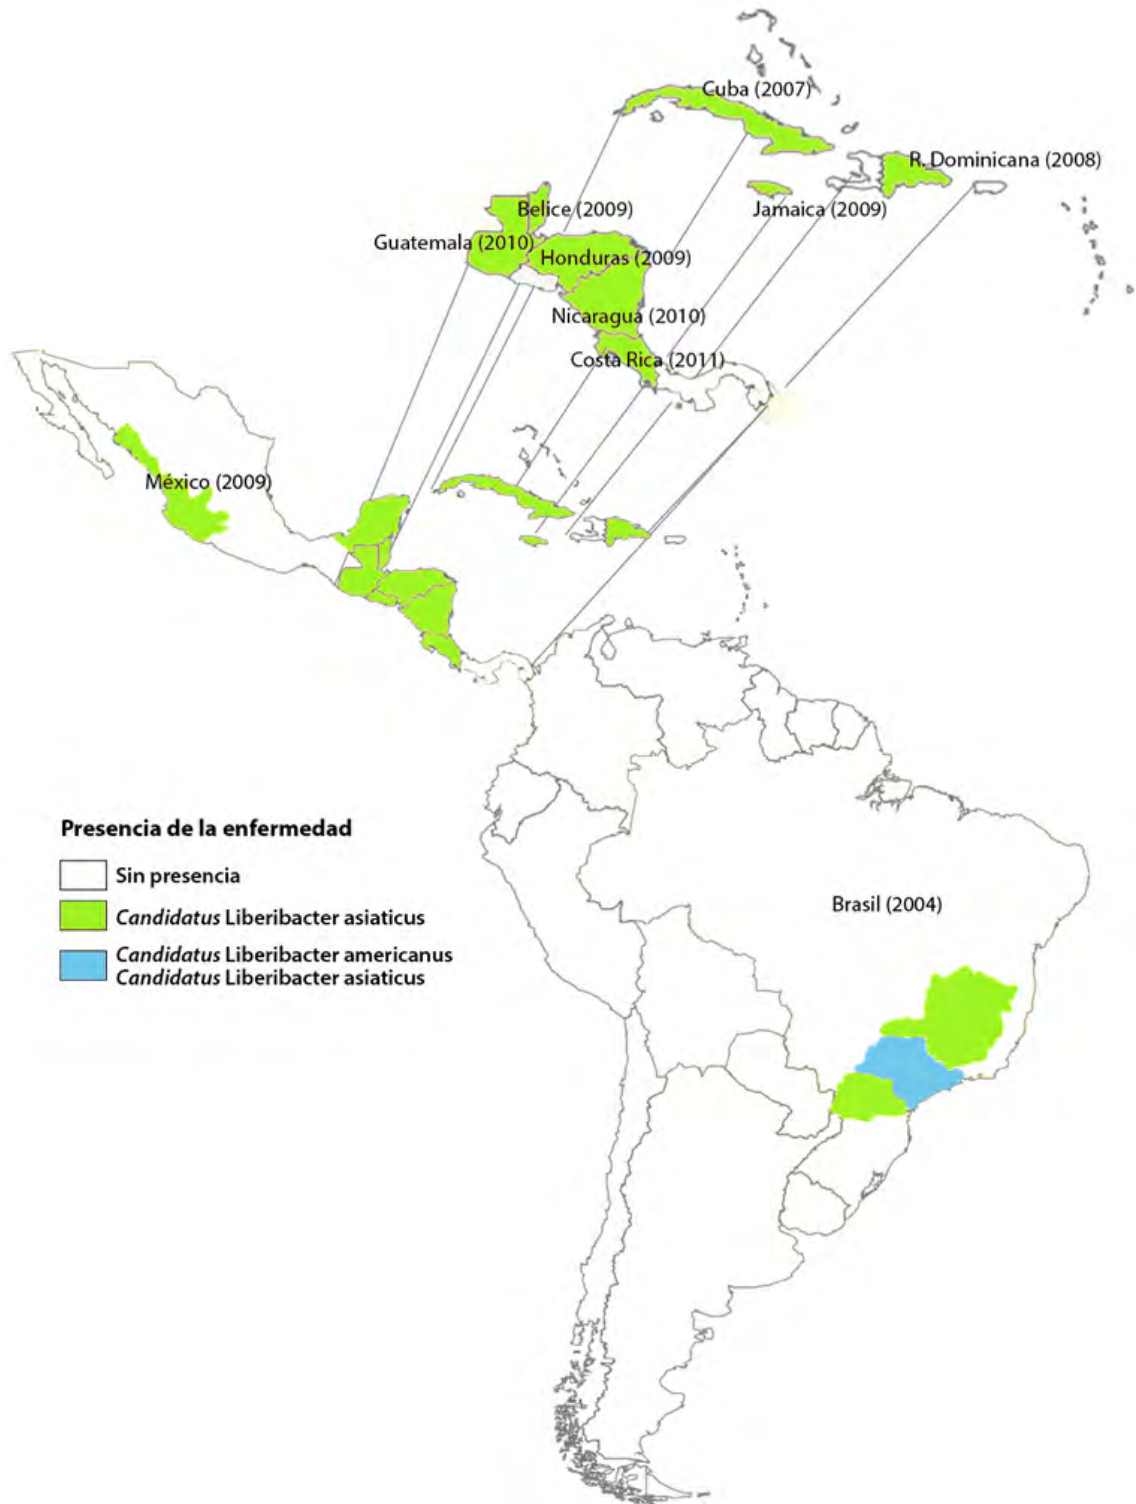 Cuba (2007)
R. Dominicana (2008)
Belice (2009)
Jamaica (2009)
Guatemala (2010)
Honduras (2009)
Nicaragua (2010)
Costa Rica (2011)
México (2009)
Presencia de la enfermedad
Sin presencia
Candidatus Liberibacter asiaticus
Candidatus Liberibacter americanus
Candidatus Liberibacter asiaticus
Brasil (2004)